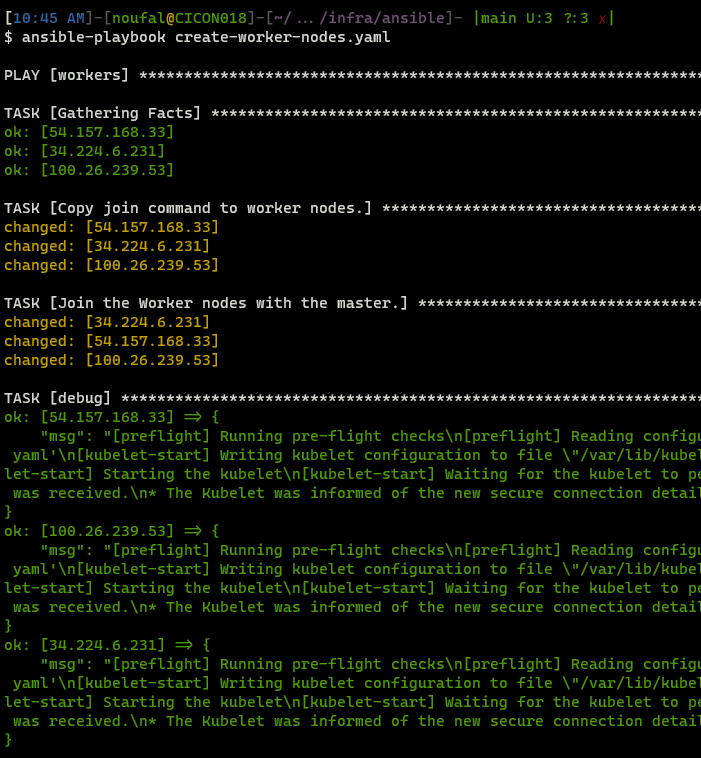 [10:45 AM]-[noufal@CICON018]-[~/ … /infra/ansible]- |main U:3 ?:3 x|
$ ansible-playbook create-worker-nodes.yaml
PLAY [workers] ***************************************************************
TASK [Gathering Facts] *******************************************************
ok: [54.157.168.33]
ok: [34.224.6.231]
ok: [100.26.239.53]
TASK [Copy join command to worker nodes.] ************************************
changed: [54.157.168.33]
changed: [34.224.6.231]
changed: [100.26.239.53]
TASK [Join the Worker nodes with the master.] ********************************
changed: [34.224.6.231]
changed: [54.157.168.33]
changed: [100.26.239.53]
TASK [debug] *****************************************************************
ok: [54.157.168.33] => {
    "msg": "[preflight] Running pre-flight checks\n[preflight] Reading configu
 yaml'\n[kubelet-start] Writing kubelet configuration to file \"/var/lib/kubel
let-start] Starting the kubelet\n[kubelet-start] Waiting for the kubelet to pe
 was received.\n* The Kubelet was informed of the new secure connection detail
}
ok: [100.26.239.53] => {
    "msg": "[preflight] Running pre-flight checks\n[preflight] Reading configu
 yaml'\n[kubelet-start] Writing kubelet configuration to file \"/var/lib/kubel
let-start] Starting the kubelet\n[kubelet-start] Waiting for the kubelet to pe
 was received.\n* The Kubelet was informed of the new secure connection detail
}
ok: [34.224.6.231] => {
    "msg": "[preflight] Running pre-flight checks\n[preflight] Reading configu
 yaml'\n[kubelet-start] Writing kubelet configuration to file \"/var/lib/kubel
let-start] Starting the kubelet\n[kubelet-start] Waiting for the kubelet to pe
 was received.\n* The Kubelet was informed of the new secure connection detail
}